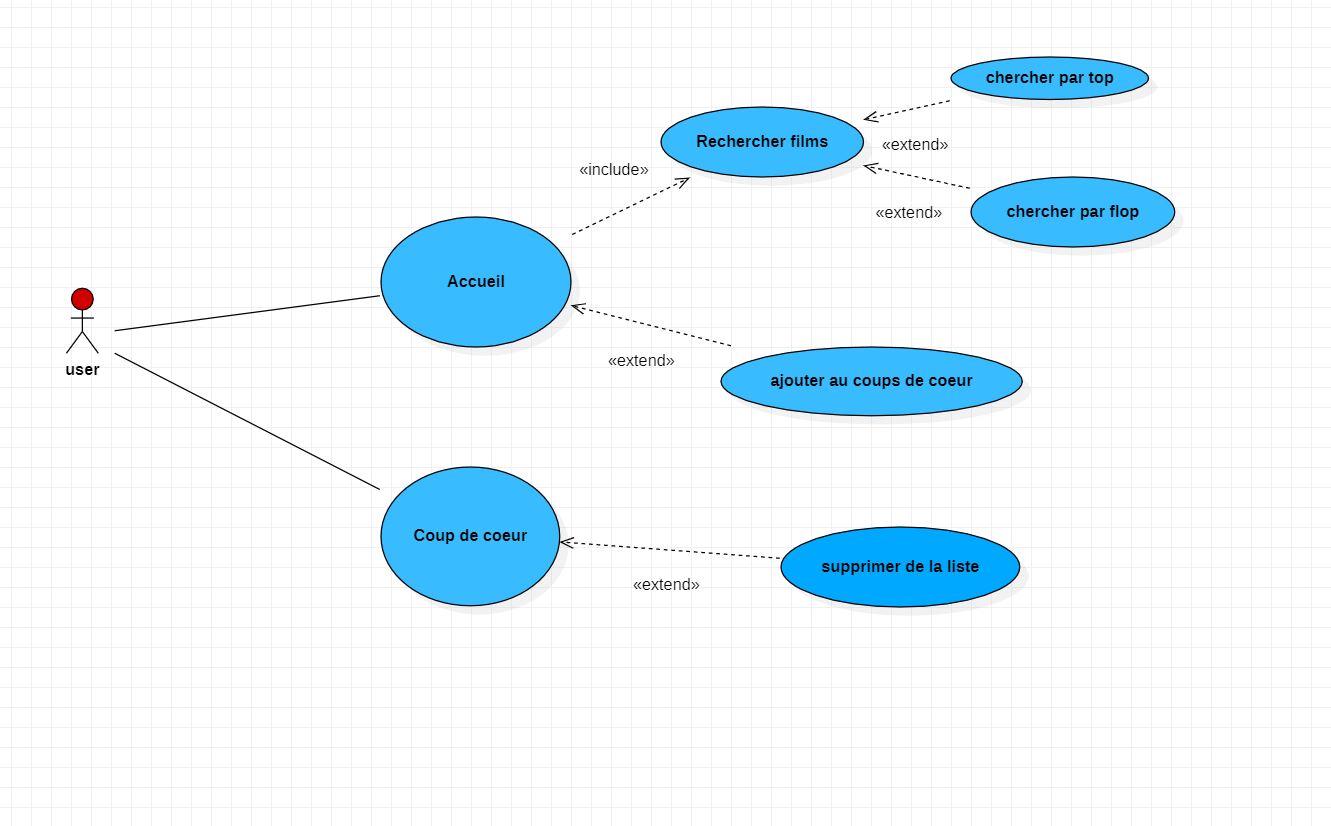 chercher par top
Rechercher films
«extend»
«include»
chercher par flop
«extend»
Accueil
«extend»
user
ajouter au coups de coeur
Coup de coeur
supprimer de la liste
«extend»